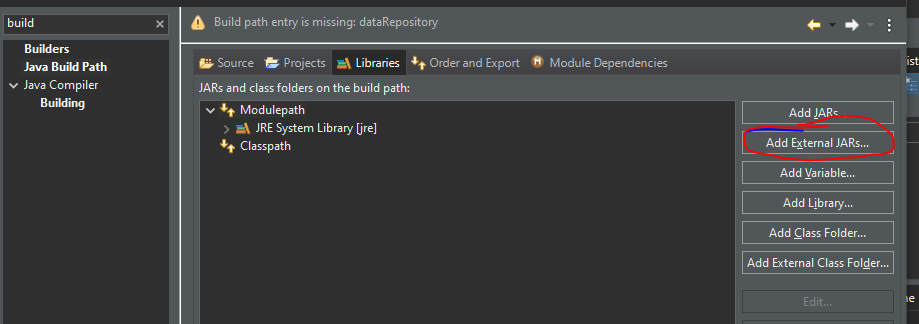 build
Build path entry is missing: dataRepository
Builders
Java Build Path
Java Compiler
Building
Source
Projects
Libraries
Order and Export
Module Dependencies
JARs and class folders on the build path:
Modulepath
JRE System Library [jre]
Classpath
Add JARs...
Add External JARs...
Add Variable...
Add Library...
Add Class Folder...
Add External Class Folder...
Edit...